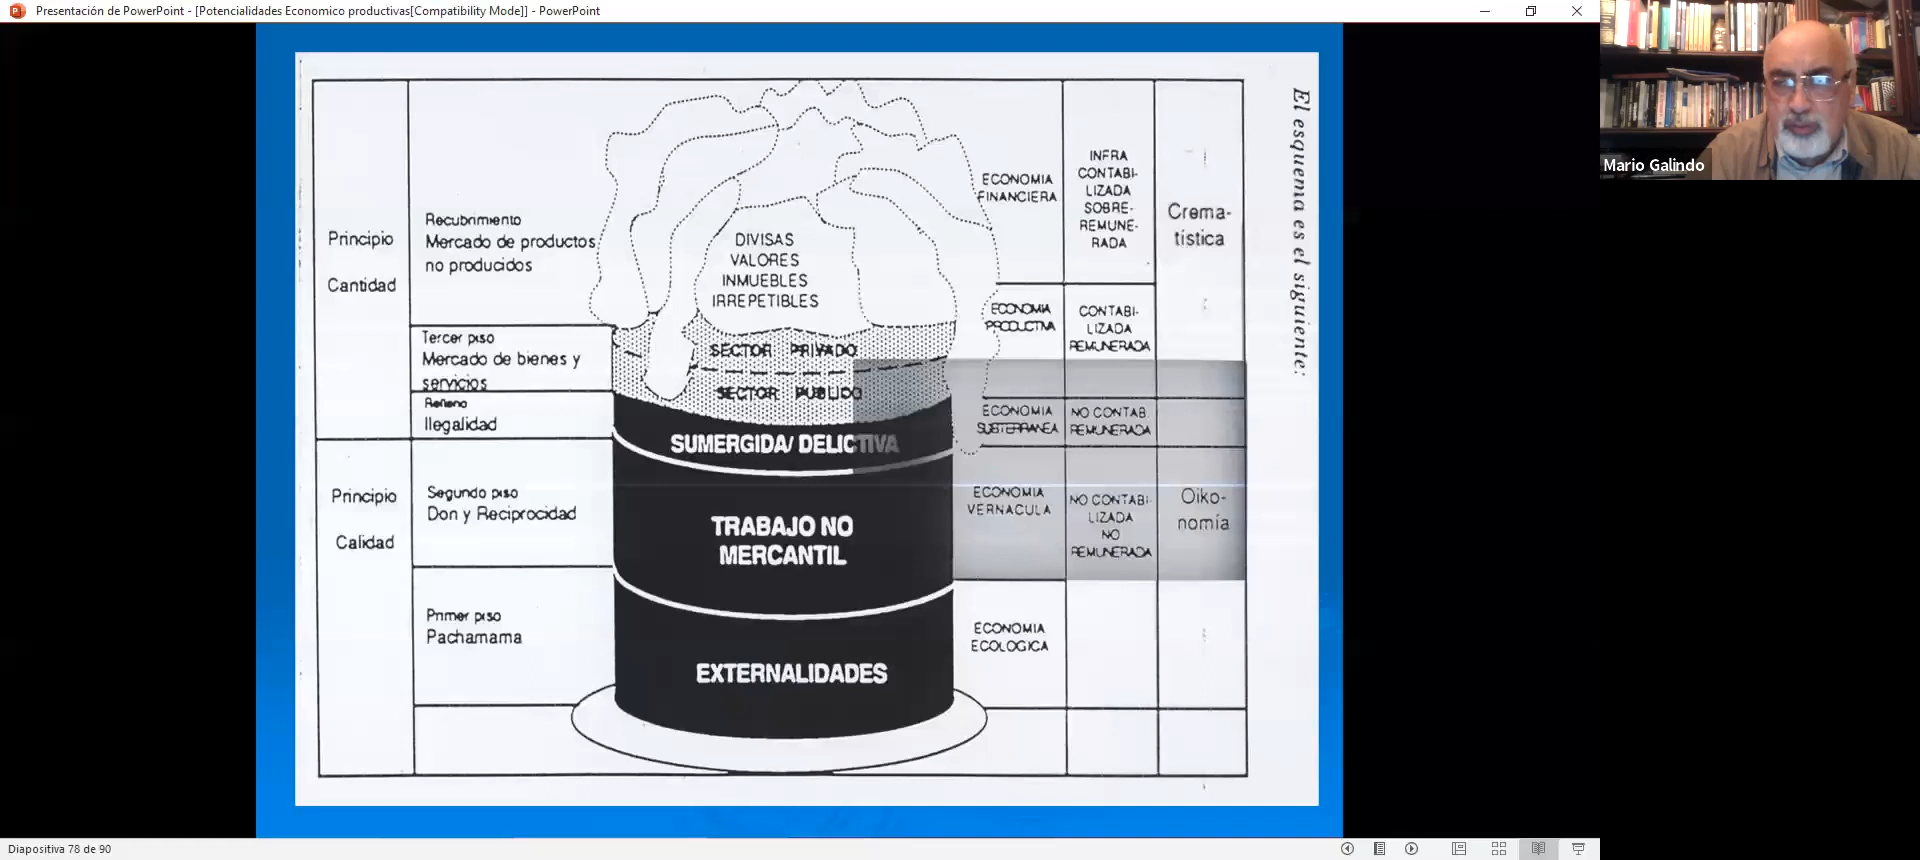 Presentación de PowerPoint - [Potencialidades Economico productivas[Compatibility Mode]] - PowerPoint
Mario Galindo
El esquema es el siguiente:
Principio
Cantidad
Recubrimiento
Mercado de productos
no producidos
DIVISAS
VALORES
INMUEBLES
IRREPETIBLES
ECONOMIA
FINANCIERA
INFRA
CONTABI-
LIZADA
SOBRE-
REMUNE-
RADA
Crema-
tística
Tercer piso
Mercado de bienes y
servicios
SECTOR PRIVADO
SECTOR PUBLICO
ECONOMIA
PRODUCTIVA
CONTABI-
LIZADA
REMUNERADA
Relleno
Ilegalidad
SUMERGIDA/ DELICTIVA
ECONOMIA
SUBTERRANEA
NO CONTAB.
REMUNERADA
Principio
Calidad
Segundo piso
Don y Reciprocidad
TRABAJO NO
MERCANTIL
ECONOMIA
VERNACULA
NO CONTABI-
LIZADA
NO
REMUNERADA
Oiko-
nomía
Primer piso
Pachamama
EXTERNALIDADES
ECONOMIA
ECOLOGICA
Diapositiva 78 de 90